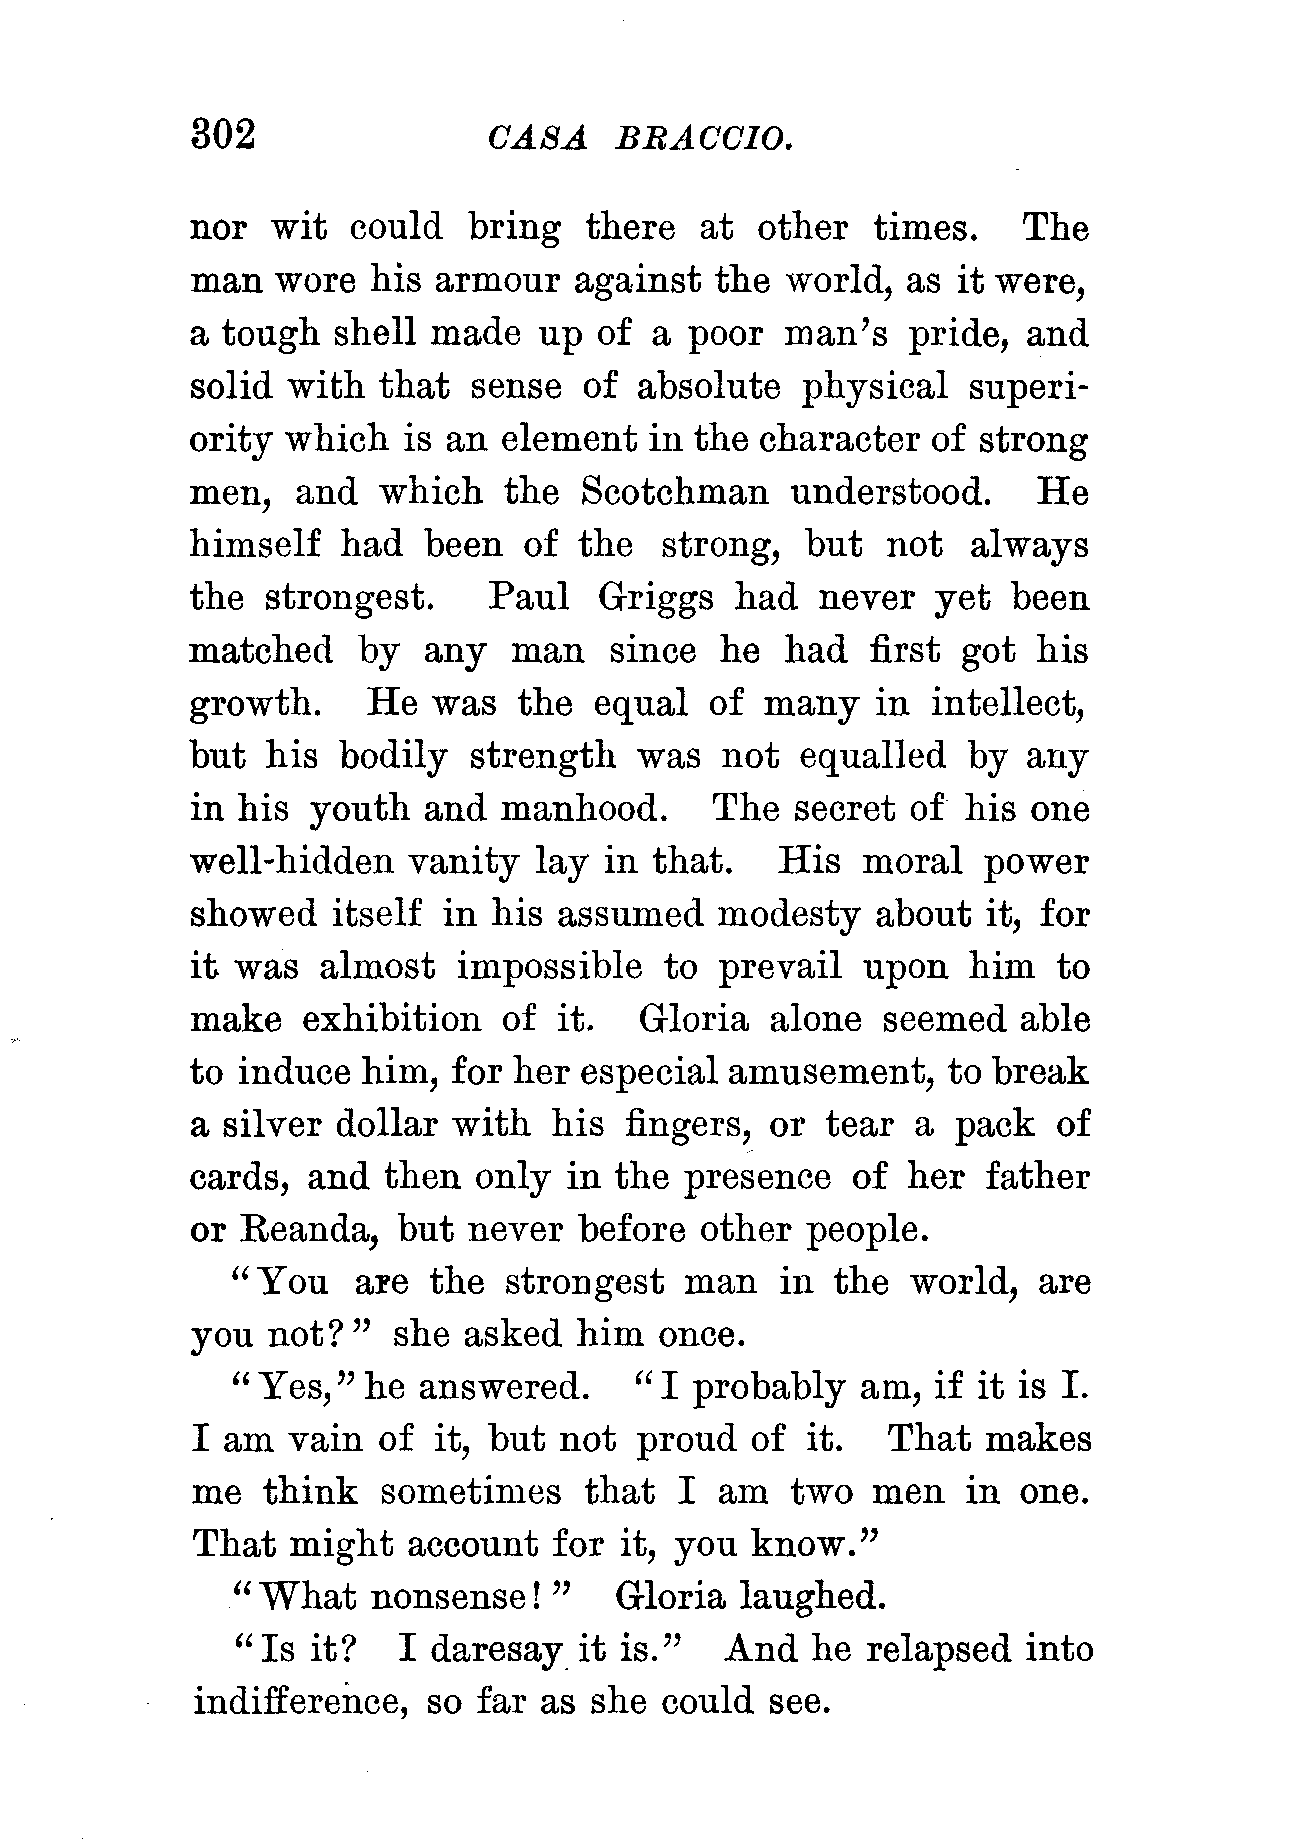 302 CASA BRACCIO.
nor wit could bring there at other times. The
man wore his armour against the world, as it were,
a tough shell made up of a poor man's pride, and
solid with that sense of absolute physical superi-
ority which is an element in the character of strong
men, and which the Scotchman understood. He
himself had been of the strong, but not always
the strongest. Paul Griggs had never yet been
matched by any man since he had first got his
growth. He was the equal of many in intellect,
but his bodily strength was not equalled by any
in his youth and manhood. The secret of his one
well-hidden vanity lay in that. His moral power
showed itself in his assumed modesty about it, for
it was almost impossible to prevail upon him to
make exhibition of it. Gloria alone seemed able
to induce him, for her especial amusement, to break
a silver dollar with his fingers, or tear a pack of
cards, and then only in the presence of her father
or Reanda, but never before other people.
"You are the strongest man in the world, are
you not?" she asked him once.
"Yes," he answered. "I probably am, if it is I.
I am vain of it, but not proud of it. That makes
me think sometimes that I am two men in one.
That might account for it, you know."
"What nonsense!" Gloria laughed.
"Is it? I daresay it is." And he relapsed into
indifference, so far as she could see.